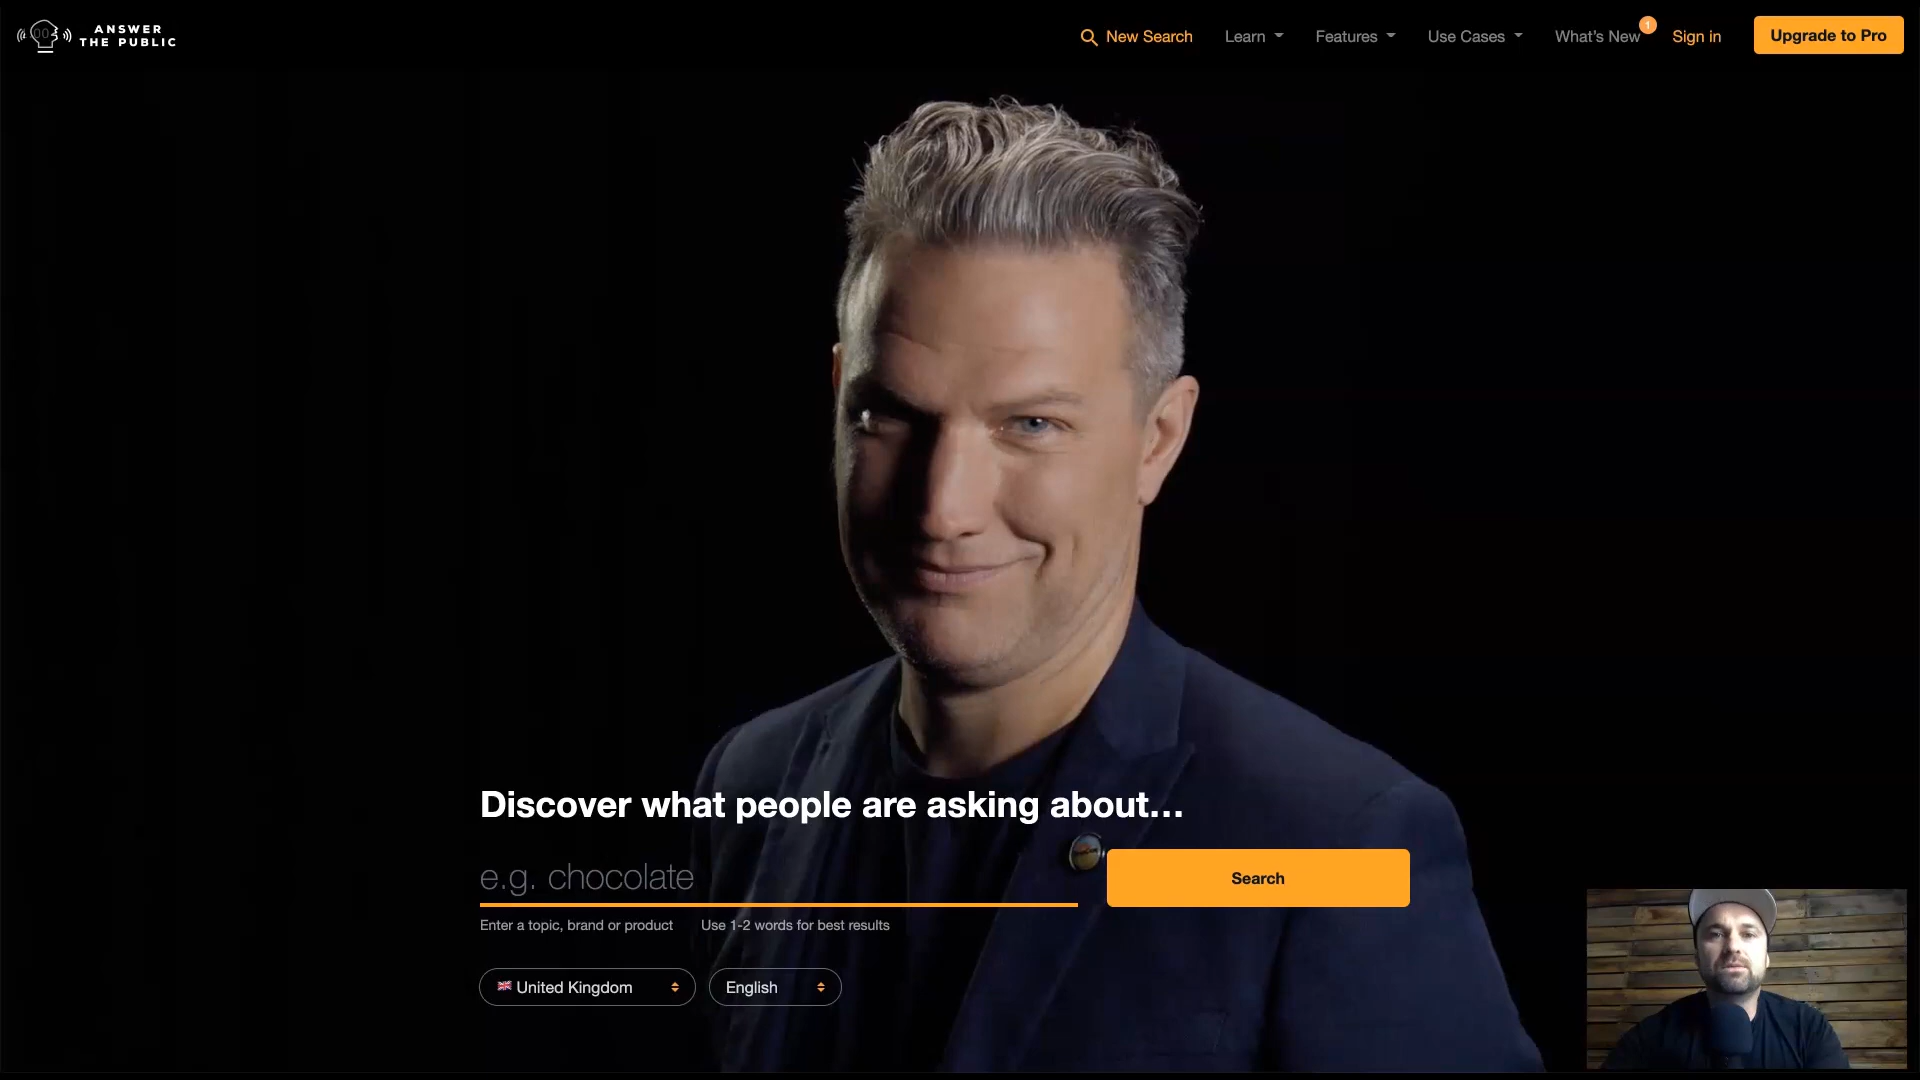 ANSWER
THE PUBLIC
New Search
Learn
Features
Use Cases
What's New
1
Sign in
Upgrade to Pro
Discover what people are asking about...
e.g. chocolate
Search
Enter a topic, brand or product
Use 1-2 words for best results
United Kingdom
English